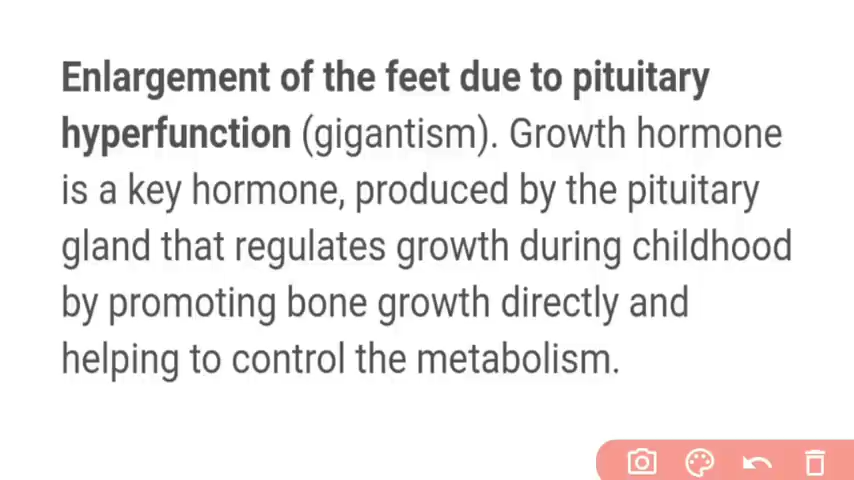 Enlargement of the feet due to pituitary
hyperfunction (gigantism). Growth hormone
is a key hormone, produced by the pituitary
gland that regulates growth during childhood
by promoting bone growth directly and
helping to control the metabolism.